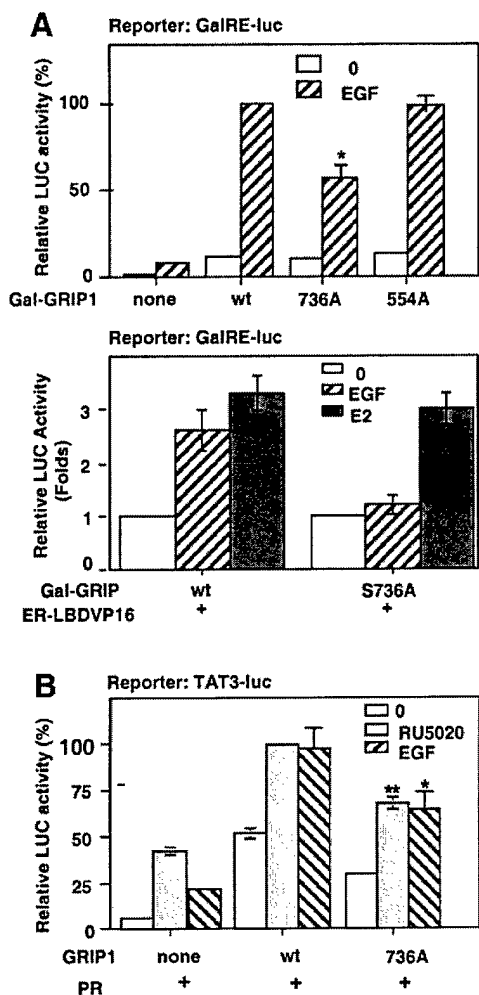 A
Reporter: GalRE-luc
0
EGF
Relative LUC activity (%)
100
50
0
*
Gal-GRIP1 none wt 736A 554A
Reporter: GalRE-luc
0
EGF
E2
Relative LUC Activity
(Folds)
3
2
1
0
Gal-GRIP wt S736A
ER-LBDVP16 + +
B
Reporter: TAT3-luc
0
RU5020
EGF
Relative LUC activity (%)
100
75
50
25
0
** *
GRIP1 none wt 736A
PR + + +